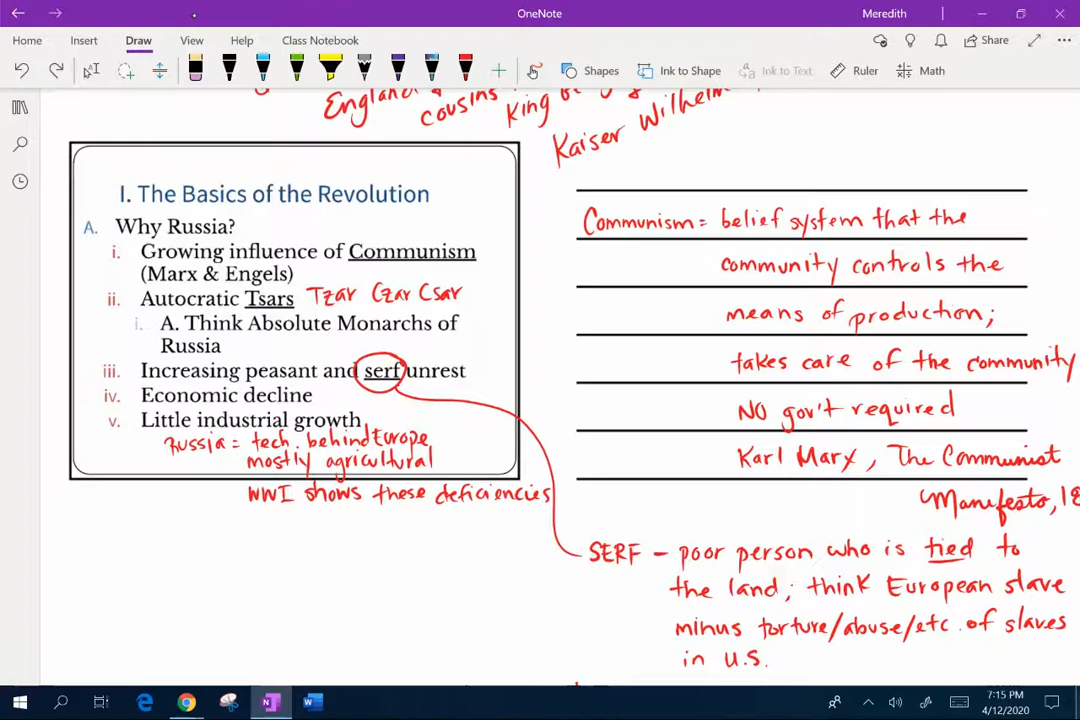 OneNote
Meredith
Home Insert Draw View Help Class Notebook
Share
Shapes Ink to Shape Ink to Text Ruler Math
England
cousins
King
Kaiser Wilhelm
I. The Basics of the Revolution
A. Why Russia?
i. Growing influence of Communism
(Marx & Engels)
ii. Autocratic Tsars Tzar Czar Csar
i. A. Think Absolute Monarchs of
Russia
iii. Increasing peasant and serf unrest
iv. Economic decline
v. Little industrial growth
Russia = tech. behind Europe
mostly agricultural
WWI shows these deficiencies
Communism = belief system that the
community controls the
means of production;
takes care of the community
NO gov't required
Karl Marx, The Communist
Manifesto, 18
SERF – poor person who is tied to
the land; think European slave
minus torture/abuse/etc. of slaves
in U.S.
7:15 PM
4/12/2020